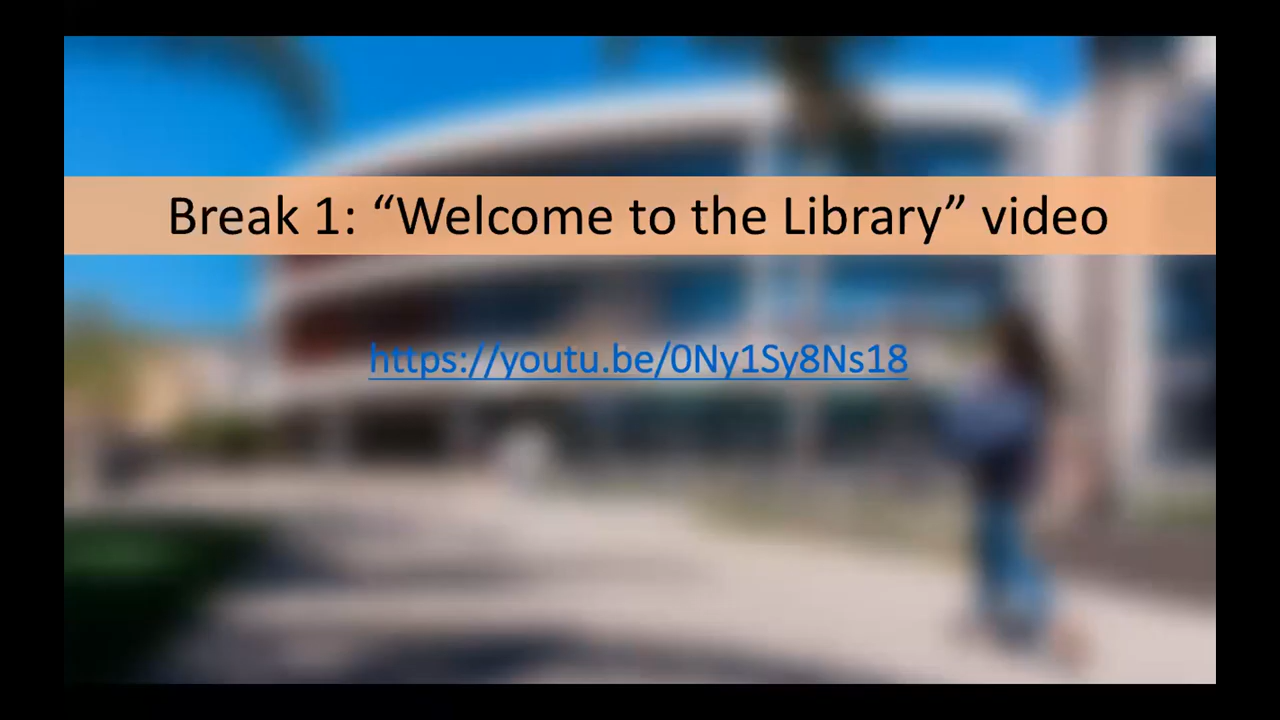 Break 1: “Welcome to the Library” video
https://youtu.be/0Ny1Sy8Ns18